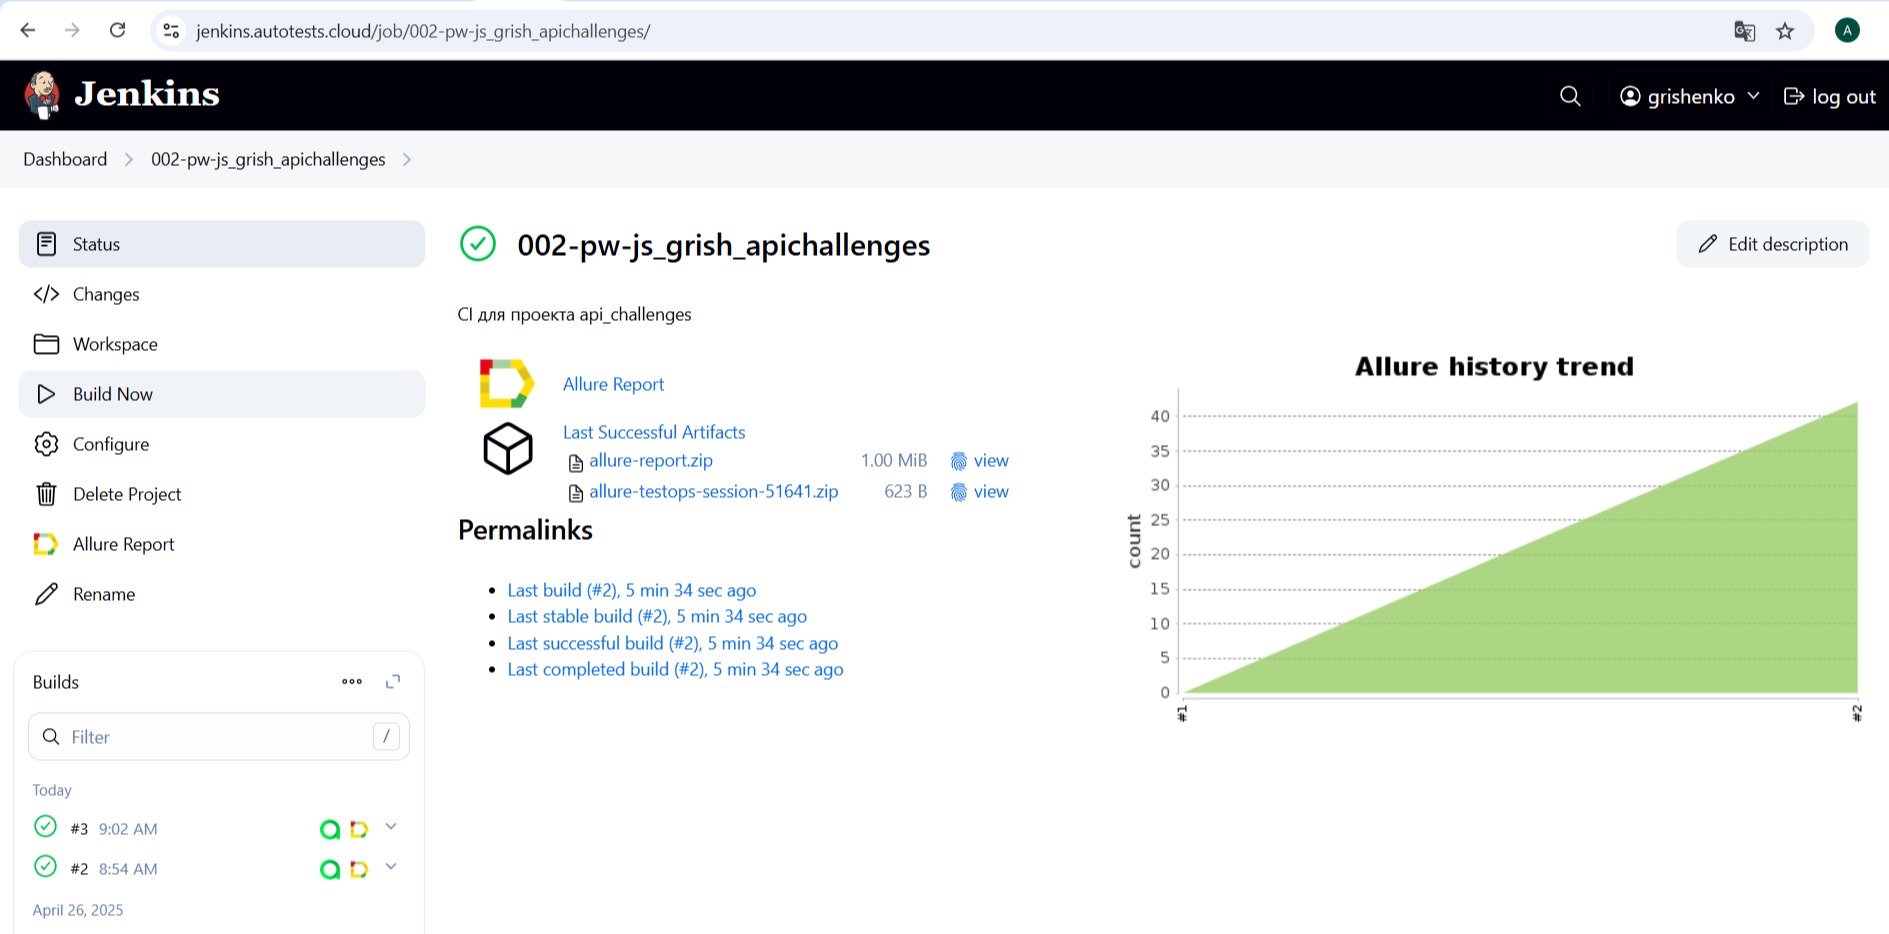 jenkins.autotests.cloud/job/002-pw-js_grish_apichallenges/
A
Jenkins
grishenko
log out
Dashboard
002-pw-js_grish_apichallenges
Status
Changes
Workspace
Build Now
Configure
Delete Project
Allure Report
Rename
Builds
Filter
/
Today
#3 9:02 AM
#2 8:54 AM
April 26, 2025
002-pw-js_grish_apichallenges
Edit description
CI для проекта api_challenges
Allure Report
Last Successful Artifacts
allure-report.zip 1.00 MiB view
allure-testops-session-51641.zip 623 B view
Permalinks
Last build (#2), 5 min 34 sec ago
Last stable build (#2), 5 min 34 sec ago
Last successful build (#2), 5 min 34 sec ago
Last completed build (#2), 5 min 34 sec ago
Allure history trend
count
40
35
30
25
20
15
10
5
0
#1
#2